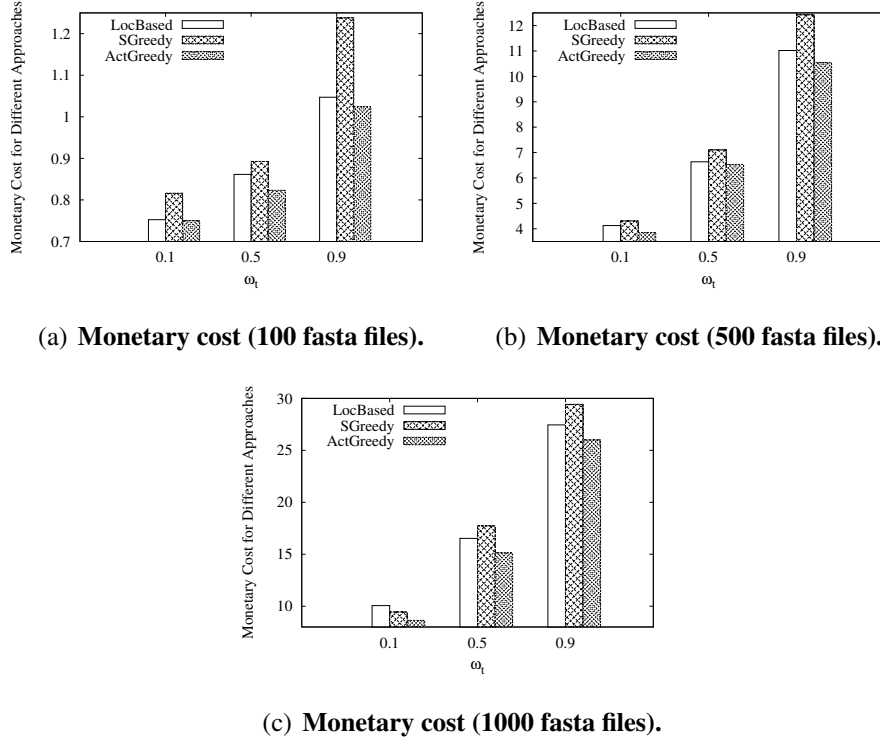 Monetary Cost for Different Approaches
1.2
1.1
1
0.9
0.8
0.7
LocBased
SGreedy
ActGreedy
0.1 0.5 0.9
ωt
(a) Monetary cost (100 fasta files).
Monetary Cost for Different Approaches
12
11
10
9
8
7
6
5
4
LocBased
SGreedy
ActGreedy
0.1 0.5 0.9
ωt
(b) Monetary cost (500 fasta files).
Monetary Cost for Different Approaches
30
25
20
15
10
LocBased
SGreedy
ActGreedy
0.1 0.5 0.9
ωt
(c) Monetary cost (1000 fasta files).